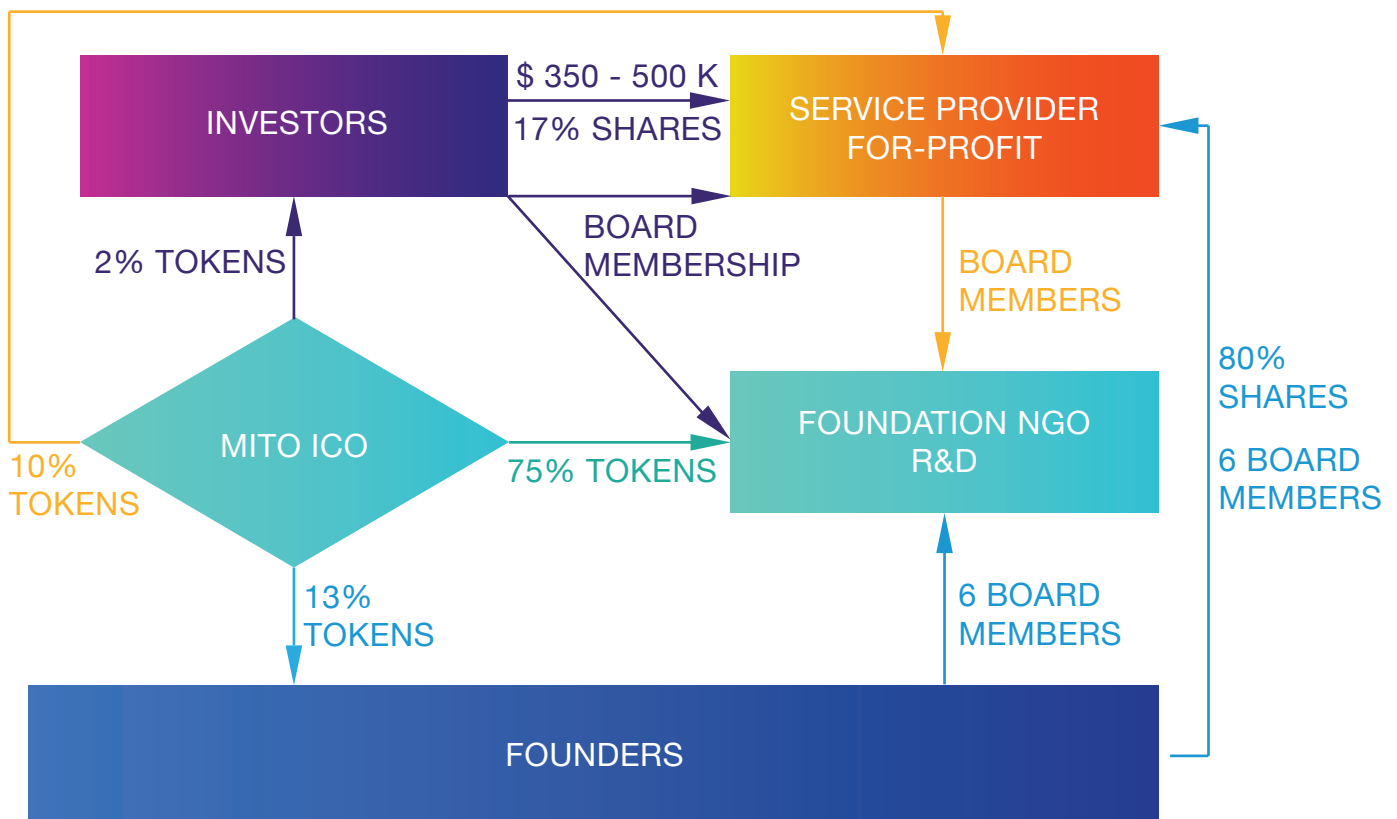 INVESTORS
$ 350 - 500 K
17% SHARES
SERVICE PROVIDER
FOR-PROFIT
BOARD
MEMBERSHIP
2% TOKENS
BOARD
MEMBERS
80%
SHARES
6 BOARD
MEMBERS
MITO ICO
10%
TOKENS
75% TOKENS
FOUNDATION NGO
R&D
13%
TOKENS
6 BOARD
MEMBERS
FOUNDERS